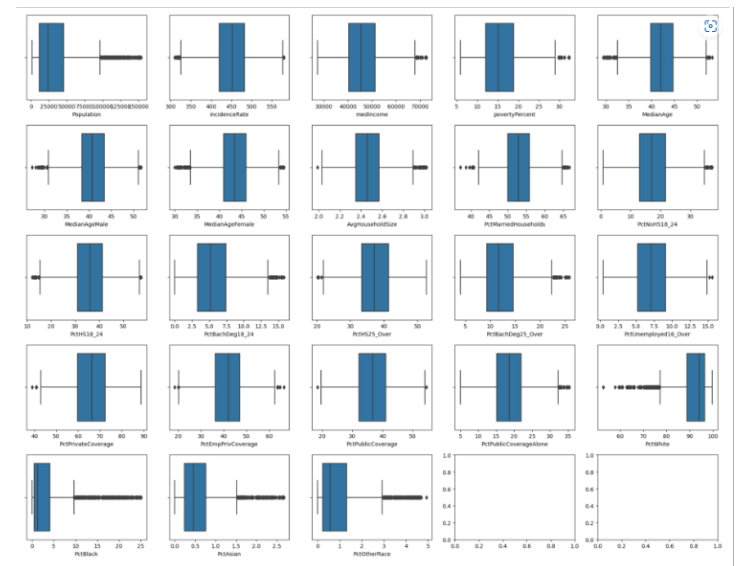 0 25000 50000 75000 100000 125000 150000
Population
300 350 400 450 500 550
incidenceRate
30000 40000 50000 60000 70000
medIncome
5 10 15 20 25 30
povertyPercent
30 35 40 45 50
MedianAge
30 35 40 45 50
MedianAgeMale
30 35 40 45 50 55
MedianAgeFemale
2.0 2.2 2.4 2.6 2.8 3.0
AvgHouseholdSize
40 45 50 55 60 65
PctMarriedHouseholds
0 10 20 30
PctNoHS18_24
10 20 30 40 50
PctHS18_24
0.0 2.5 5.0 7.5 10.0 12.5 15.0
PctBachDeg18_24
20 30 40 50
PctHS25_Over
5 10 15 20 25
PctBachDeg25_Over
0.0 2.5 5.0 7.5 10.0 12.5 15.0
PctUnemployed16_Over
40 50 60 70 80 90
PctPrivateCoverage
20 30 40 50 60
PctEmpPrivCoverage
20 30 40 50
PctPublicCoverage
5 10 15 20 25 30 35
PctPublicCoverageAlone
60 70 80 90 100
PctWhite
0 5 10 15 20 25
PctBlack
0.0 0.5 1.0 1.5 2.0 2.5
PctAsian
0 1 2 3 4 5
PctOtherRace
1.0
0.8
0.6
0.4
0.2
0.0
0.0 0.2 0.4 0.6 0.8 1.0
1.0
0.8
0.6
0.4
0.2
0.0
0.0 0.2 0.4 0.6 0.8 1.0